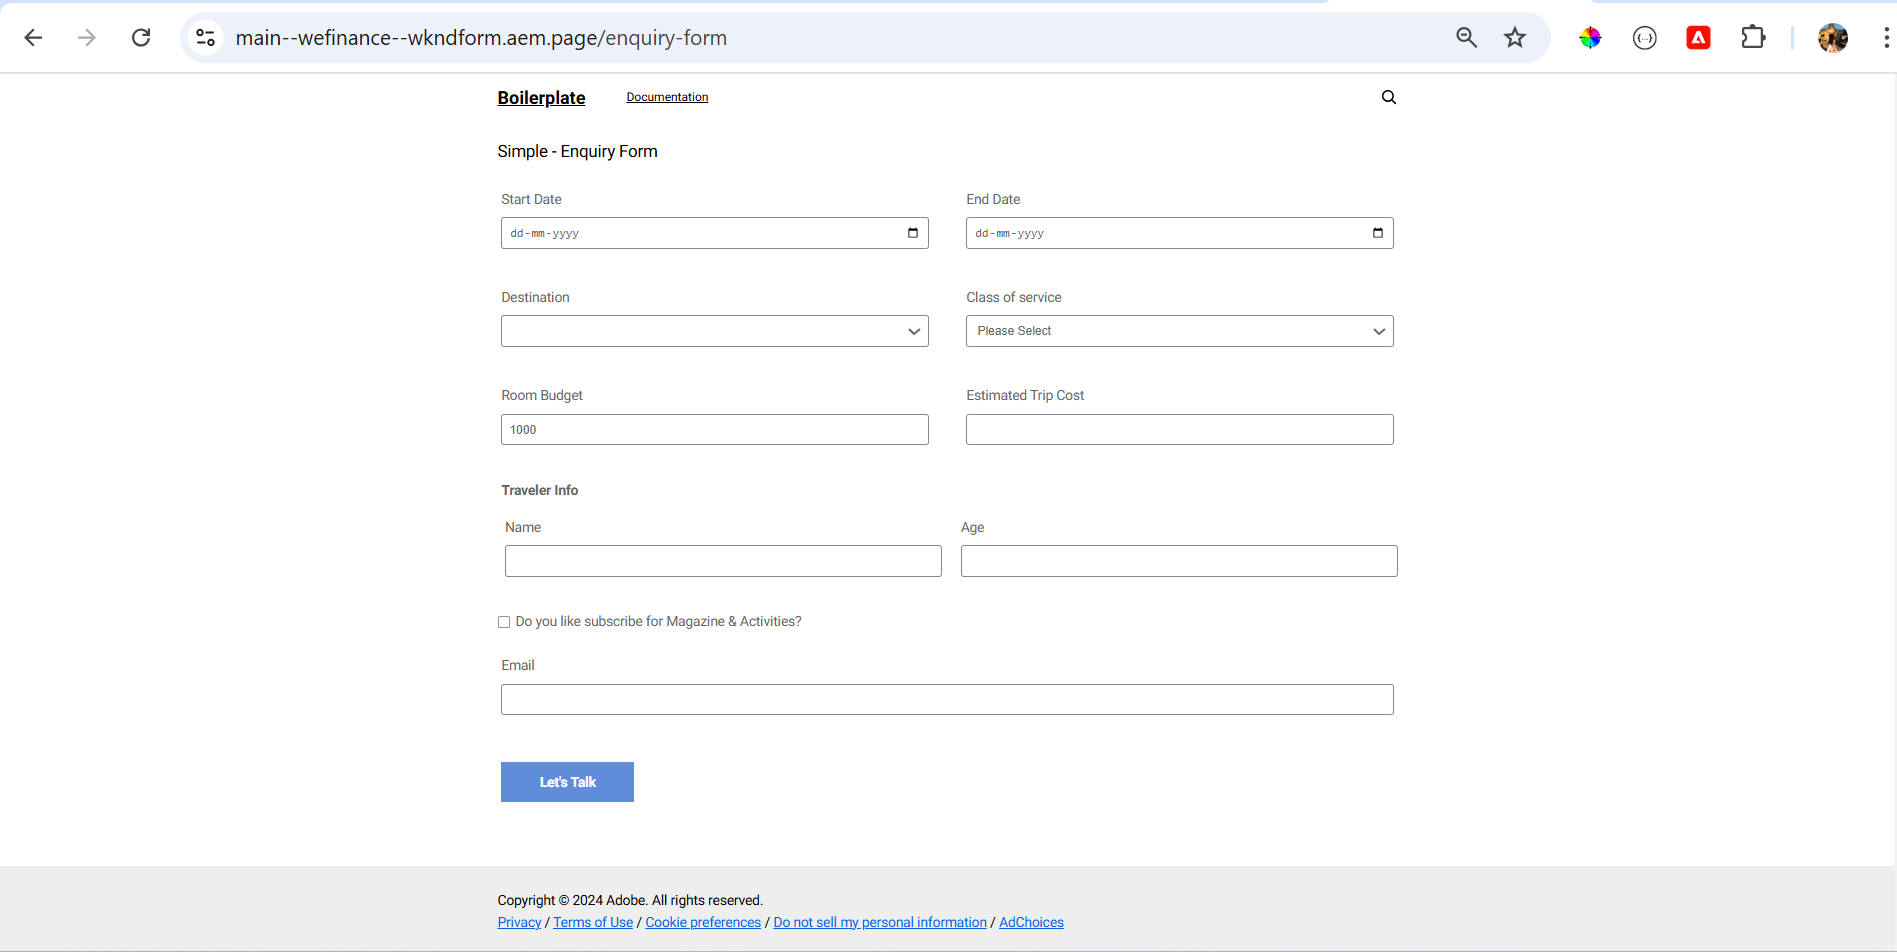 main--wefinance--wkndform.aem.page/enquiry-form
Boilerplate Documentation
Simple - Enquiry Form
Start Date End Date
dd-mm-yyyy dd-mm-yyyy
Destination Class of service
Please Select
Room Budget Estimated Trip Cost
1000
Traveler Info
Name Age
Do you like subscribe for Magazine & Activities?
Email
Let's Talk
Copyright © 2024 Adobe. All rights reserved.
Privacy / Terms of Use / Cookie preferences / Do not sell my personal information / AdChoices